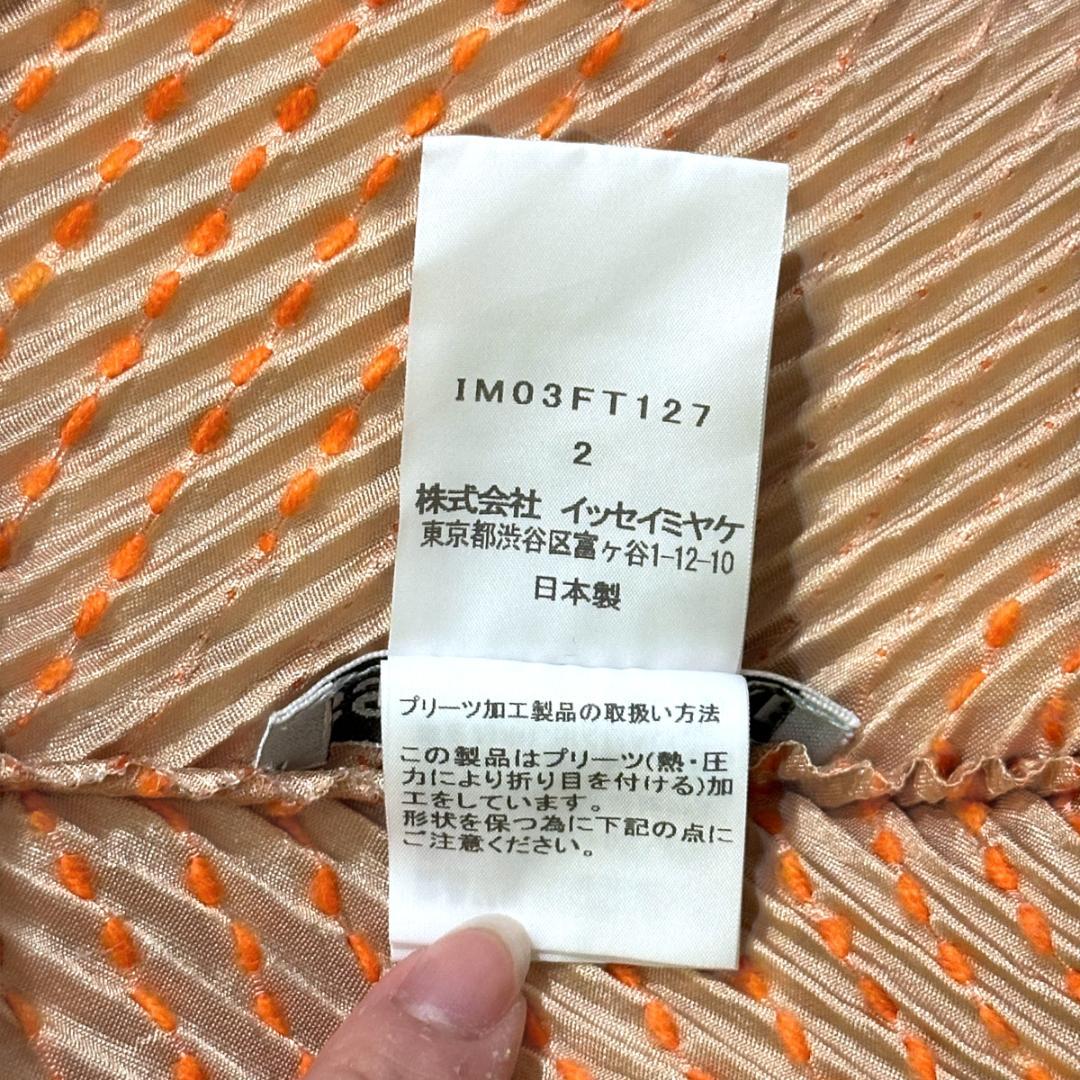 IM03FT127
2
株式会社 イッセイミヤケ
東京都渋谷区富ヶ谷1-12-10
日本製
プリーツ加工製品の取扱い方法
この製品はプリーツ(熱・圧
力により折り目を付ける)加
工をしています。
形状を保つ為に下記の点に
ご注意ください。